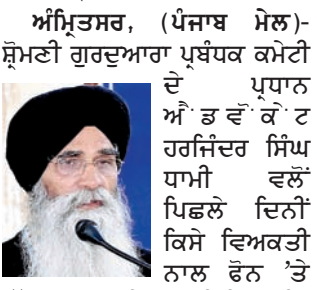 ਅੰਮ੍ਰਿਤਸਰ, (ਪੰਜਾਬ ਮੇਲ)-
ਸ਼੍ਰੋਮਣੀ ਗੁਰਦੁਆਰਾ ਪ੍ਰਬੰਧਕ ਕਮੇਟੀ
ਦੇ ਪ੍ਰਧਾਨ
ਐਡਵੋਕੇਟ
ਹਰਜਿੰਦਰ ਸਿੰਘ
ਧਾਮੀ ਵਲੋਂ
ਪਿਛਲੇ ਦਿਨੀਂ
ਕਿਸੇ ਵਿਅਕਤੀ
ਨਾਲ ਫੋਨ 'ਤੇ